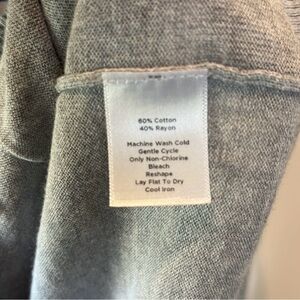 60% Cotton
40% Rayon
Machine Wash Cold
Gentle Cycle
Only Non-Chlorine
Bleach
Reshape
Lay Flat To Dry
Cool Iron